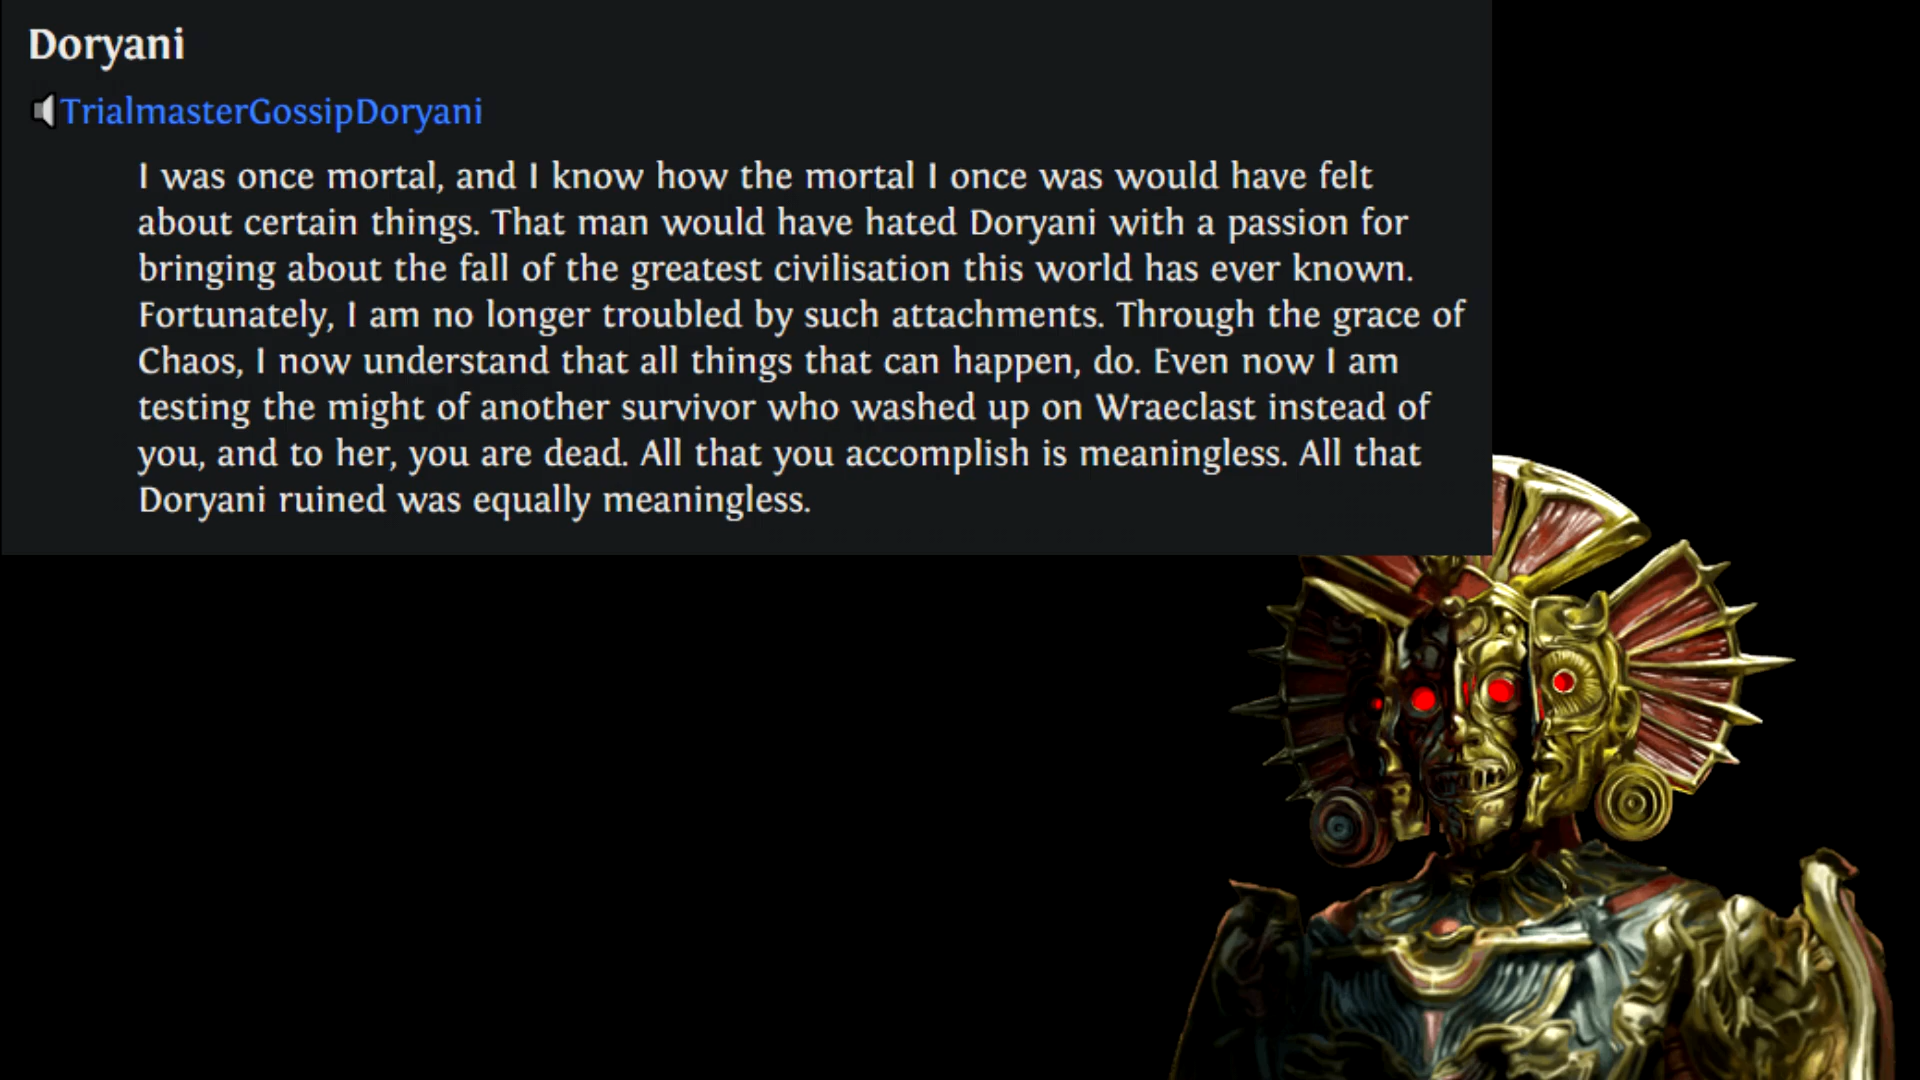 Doryani
TrialmasterGossipDoryani
I was once mortal, and I know how the mortal I once was would have felt
about certain things. That man would have hated Doryani with a passion for
bringing about the fall of the greatest civilisation this world has ever known.
Fortunately, I am no longer troubled by such attachments. Through the grace of
Chaos, I now understand that all things that can happen, do. Even now I am
testing the might of another survivor who washed up on Wraeclast instead of
you, and to her, you are dead. All that you accomplish is meaningless. All that
Doryani ruined was equally meaningless.